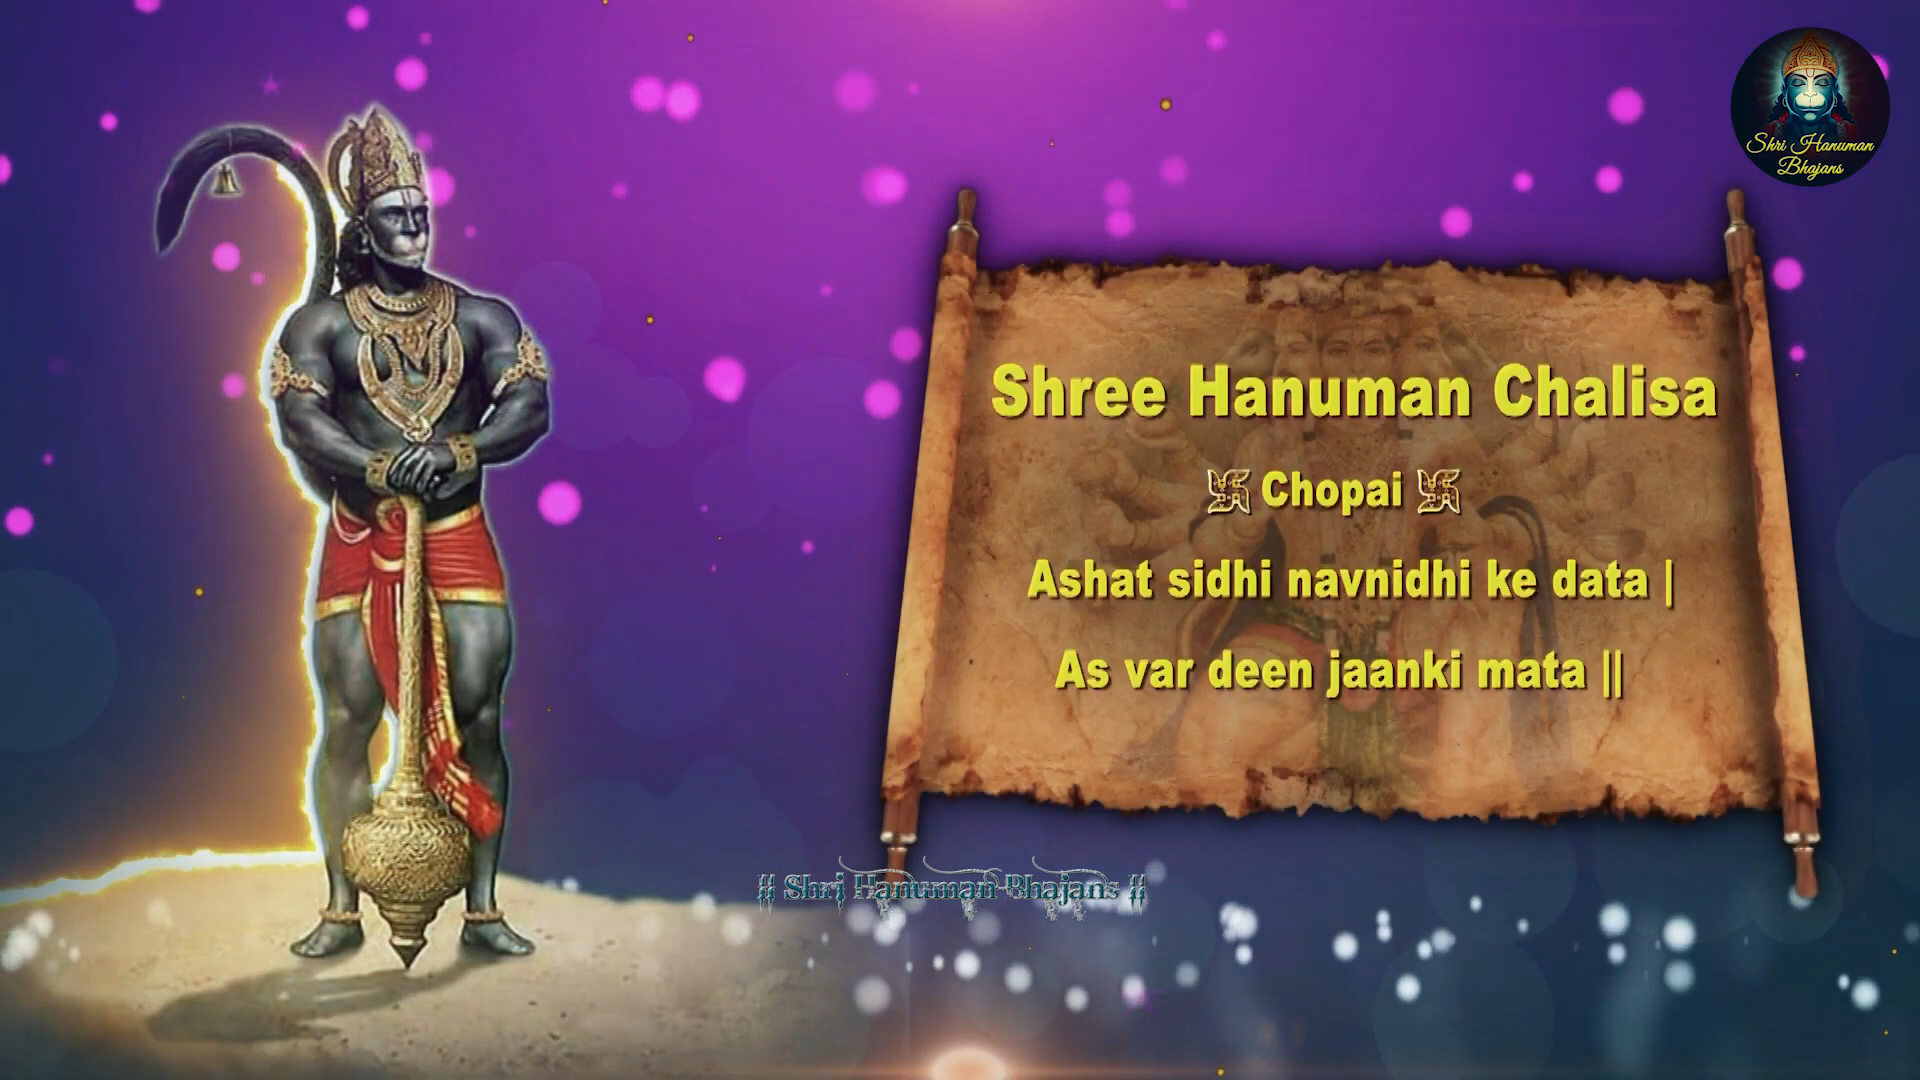 Shri Hanuman
Bhajans
Shree Hanuman Chalisa
卐 Chopai 卐
Ashat sidhi navnidhi ke data |
As var deen jaanki mata ||
|| Shri Hanuman Bhajans ||